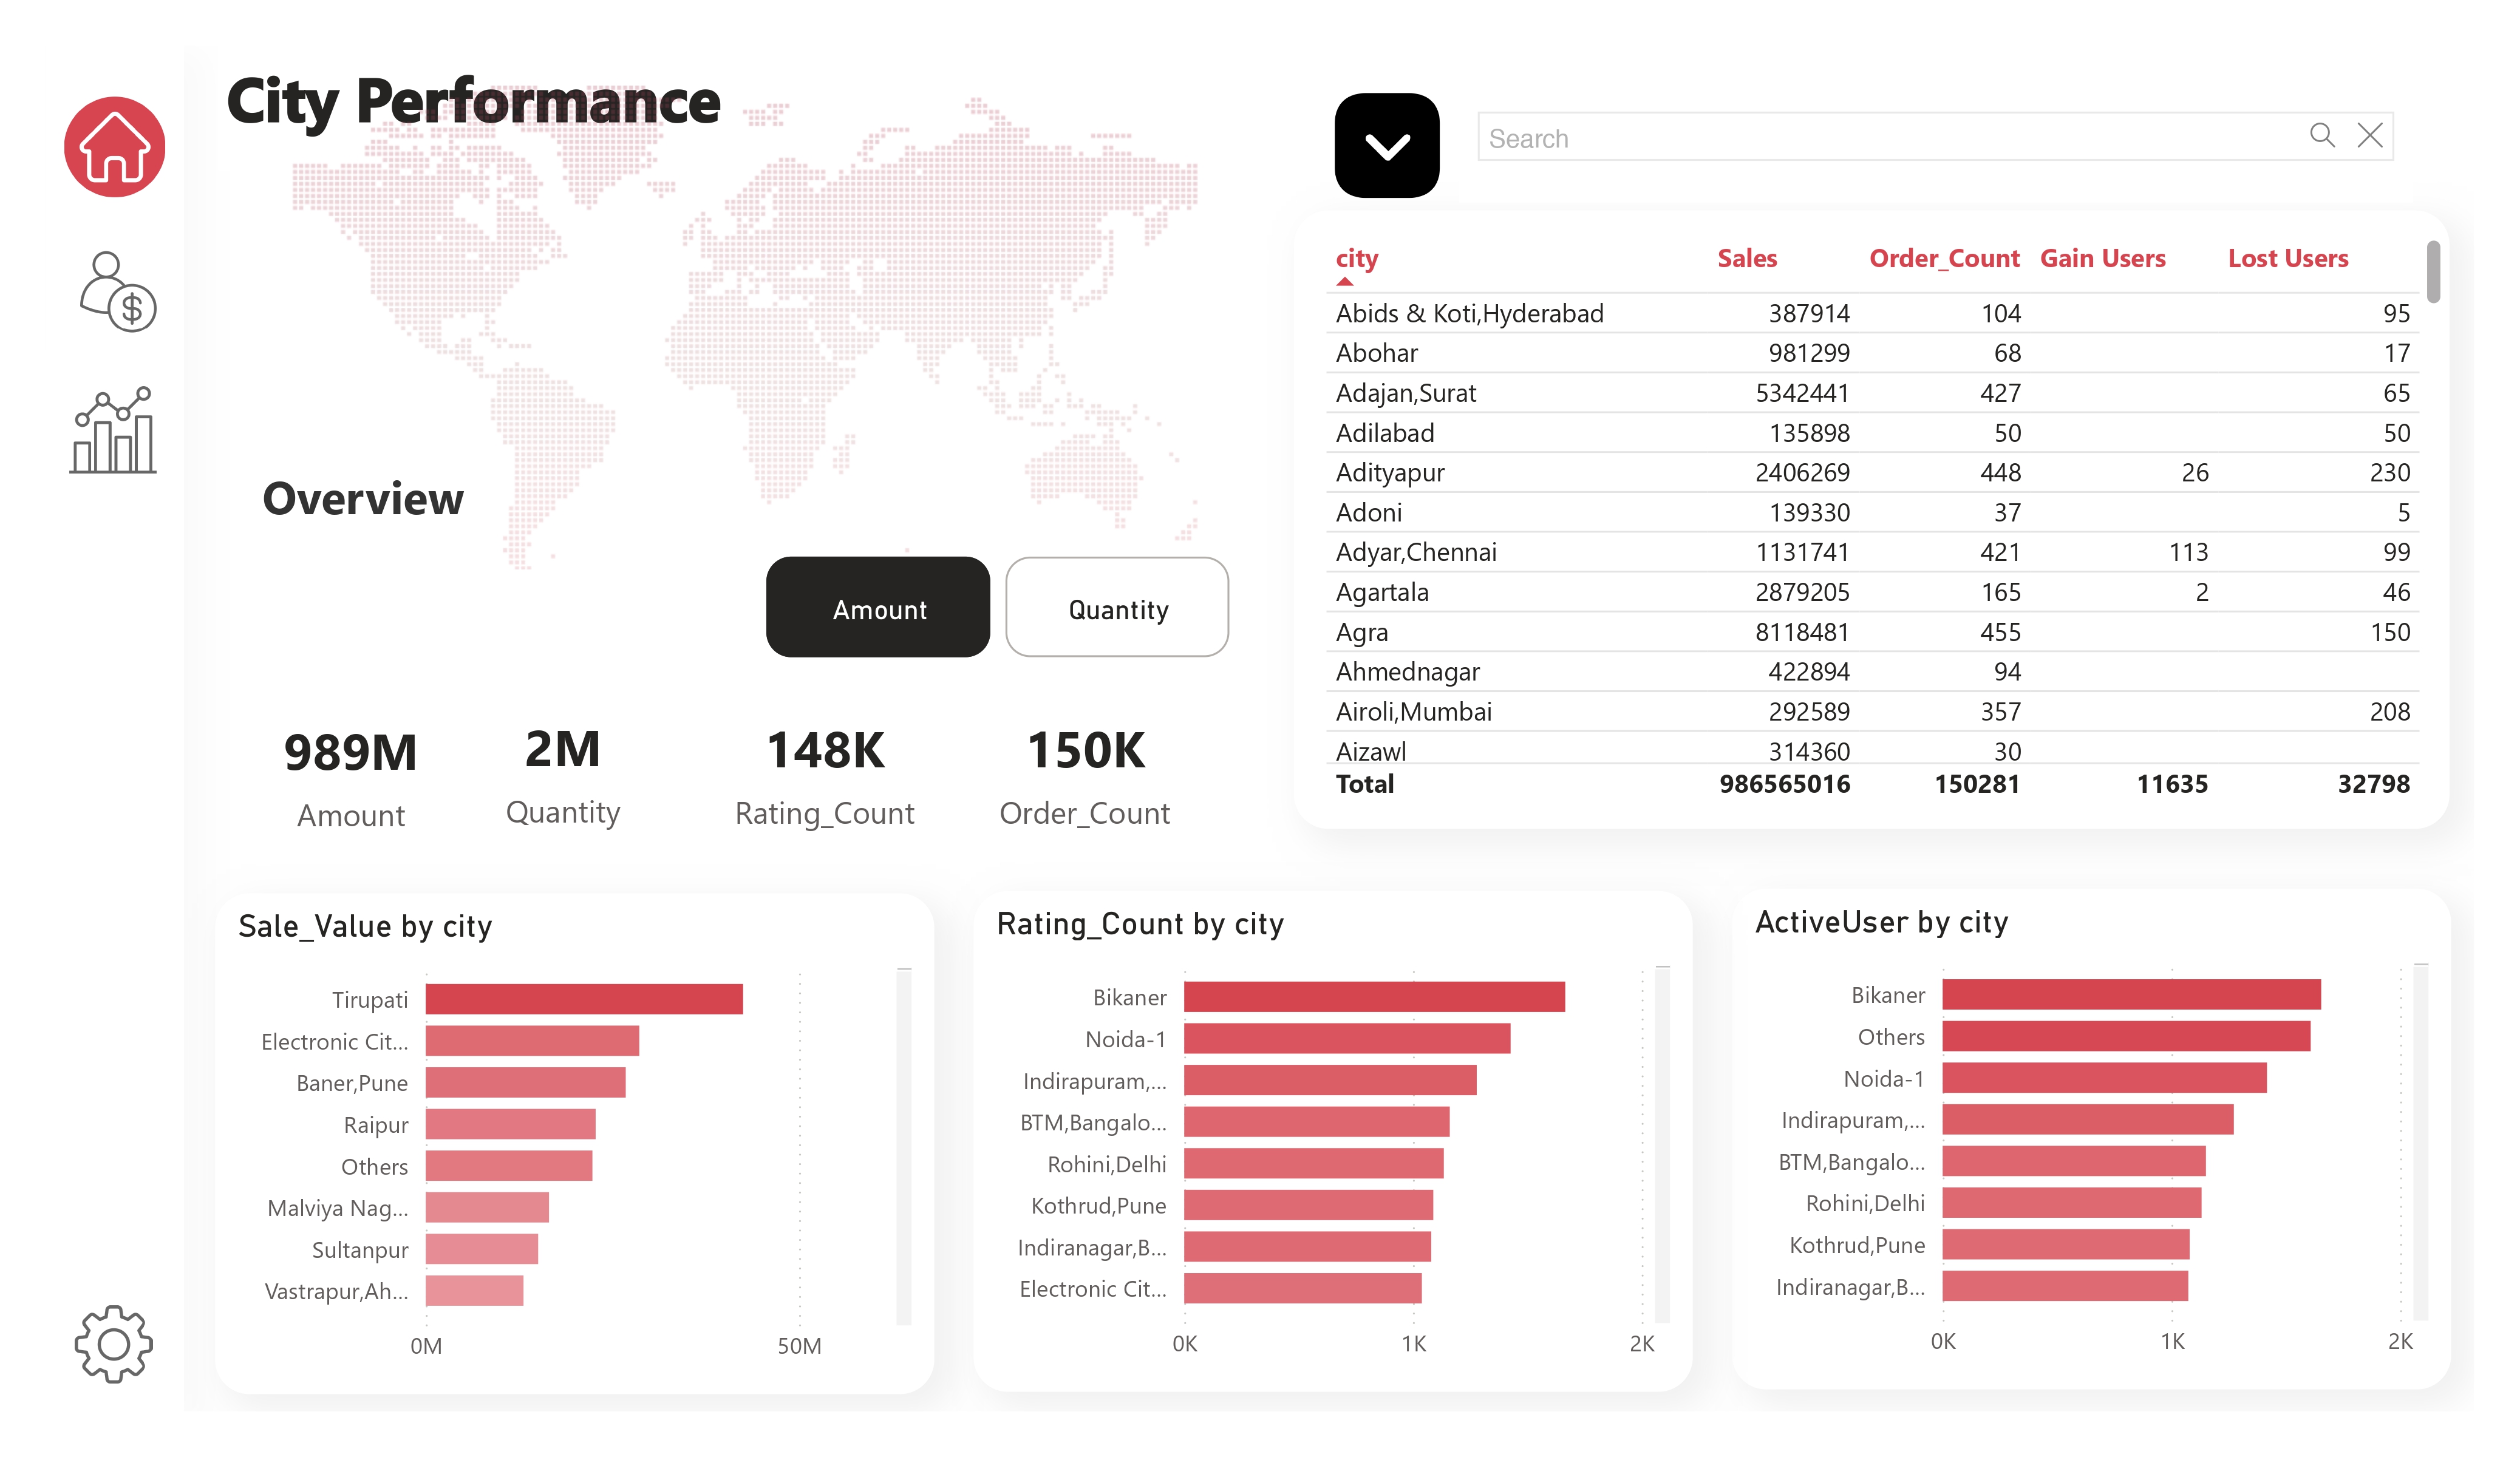 City Performance
Search
Overview
Amount
Quantity
989M
Amount
2M
Quantity
148K
Rating_Count
150K
Order_Count
city Sales Order_Count Gain Users Lost Users
Abids & Koti,Hyderabad 387914 104 95
Abohar 981299 68 17
Adajan,Surat 5342441 427 65
Adilabad 135898 50 50
Adityapur 2406269 448 26 230
Adoni 139330 37 5
Adyar,Chennai 1131741 421 113 99
Agartala 2879205 165 2 46
Agra 8118481 455 150
Ahmednagar 422894 94
Airoli,Mumbai 292589 357 208
Aizawl 314360 30
Total 986565016 150281 11635 32798
Sale_Value by city
Tirupati
Electronic Cit...
Baner,Pune
Raipur
Others
Malviya Nag...
Sultanpur
Vastrapur,Ah...
0M 50M
Rating_Count by city
Bikaner
Noida-1
Indirapuram,...
BTM,Bangalo...
Rohini,Delhi
Kothrud,Pune
Indiranagar,B...
Electronic Cit...
0K 1K 2K
ActiveUser by city
Bikaner
Others
Noida-1
Indirapuram,...
BTM,Bangalo...
Rohini,Delhi
Kothrud,Pune
Indiranagar,B...
0K 1K 2K